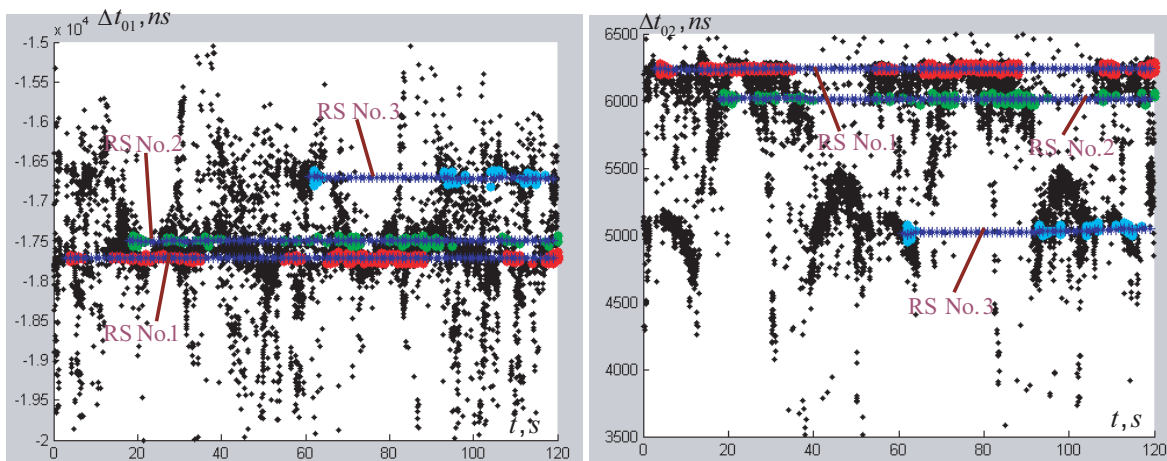 × 10⁴ Δt₀₁, ns
-1.5
-1.55
-1.6
-1.65
-1.7
-1.75
-1.8
-1.85
-1.9
-1.95
-2
0 20 40 60 80 100 120
t, s
RS No.2
RS No.3
RS No.1
Δt₀₂, ns
6500
6000
5500
5000
4500
4000
3500
0 20 40 60 80 100 120
t, s
RS No.1
RS No.2
RS No.3